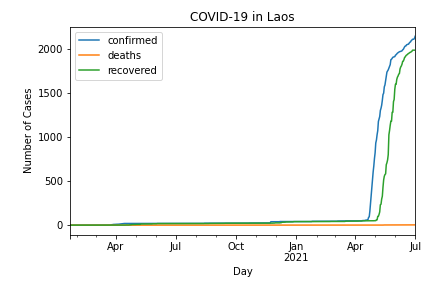 COVID-19 in Laos
confirmed
deaths
recovered
Number of Cases
2000
1500
1000
500
0
Apr Jul Oct Jan Apr Jul
2021
Day